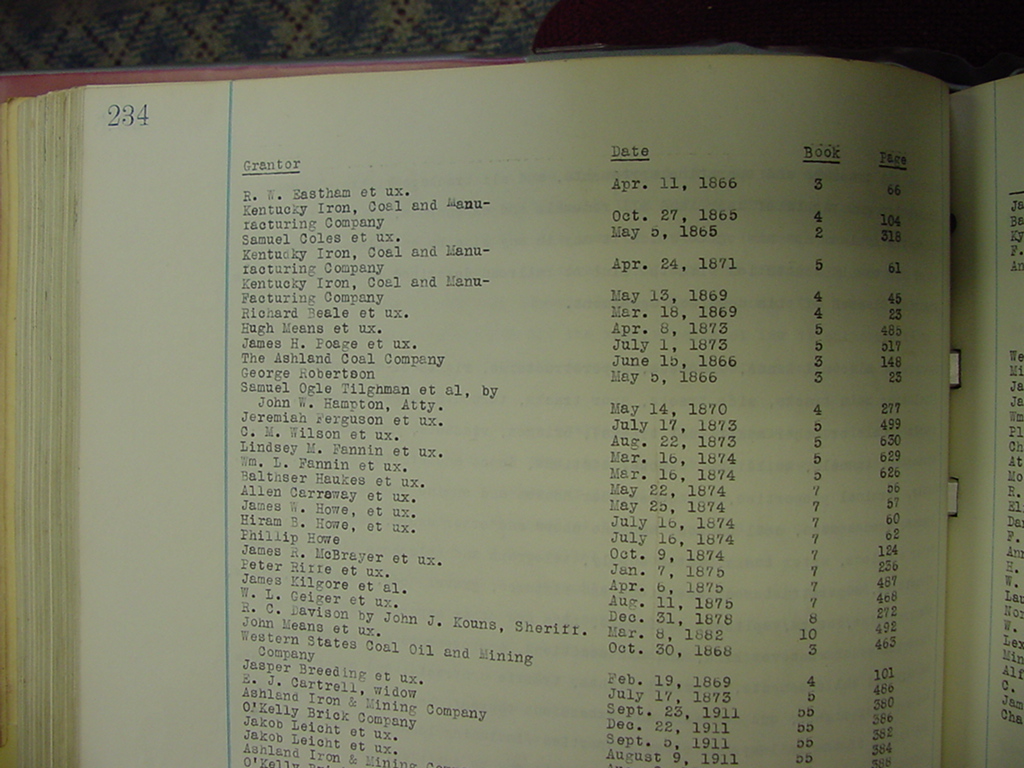 234
Grantor Date Book Page
R. W. Eastham et ux. Apr. 11, 1866 3 66
Kentucky Iron, Coal and Manu-
facturing Company Oct. 27, 1865 4 104
Samuel Coles et ux. May 5, 1865 2 318
Kentucky Iron, Coal and Manu-
facturing Company Apr. 24, 1871 5 61
Kentucky Iron, Coal and Manu-
Facturing Company May 13, 1869 4 45
Richard Beale et ux. Mar. 18, 1869 4 23
Hugh Means et ux. Apr. 8, 1873 5 485
James H. Poage et ux. July 1, 1873 5 517
The Ashland Coal Company June 15, 1866 3 148
George Robertson May 5, 1866 3 25
Samuel Ogle Tilghman et al, by
John W. Hampton, Atty. May 14, 1870 4 277
Jeremiah Ferguson et ux. July 17, 1873 5 499
C. M. Wilson et ux. Aug. 22, 1873 5 530
Lindsey M. Fannin et ux. Mar. 16, 1874 5 629
Wm. L. Fannin et ux. Mar. 16, 1874 5 626
Balthser Haukes et ux. May 22, 1874 7 56
Allen Carraway et ux. May 25, 1874 7 57
James W. Howe, et ux. July 16, 1874 7 60
Hiram B. Howe, et ux. July 16, 1874 7 62
Phillip Howe Oct. 9, 1874 7 124
James R. McBrayer et ux. Jan. 7, 1875 7 236
Peter Riffe et ux. Apr. 6, 1875 7 487
James Kilgore et al. Aug. 11, 1875 7 468
W. L. Geiger et ux. Dec. 31, 1878 8 272
R. C. Davison by John J. Kouns, Sheriff. Mar. 8, 1882 10 492
John Means et ux. Oct. 30, 1868 3 463
Western States Coal Oil and Mining
Company Feb. 19, 1869 4 101
Jasper Breeding et ux. July 17, 1873 5 486
E. J. Cartrell, widow Sept. 23, 1911 55 380
Ashland Iron & Mining Company Dec. 22, 1911 55 386
O'Kelly Brick Company Sept. 5, 1911 55 382
Jakob Leicht et ux. August 9, 1911 55 384
Jakob Leicht et ux. 388
Ashland Iron & Mining Company
O'Kelly